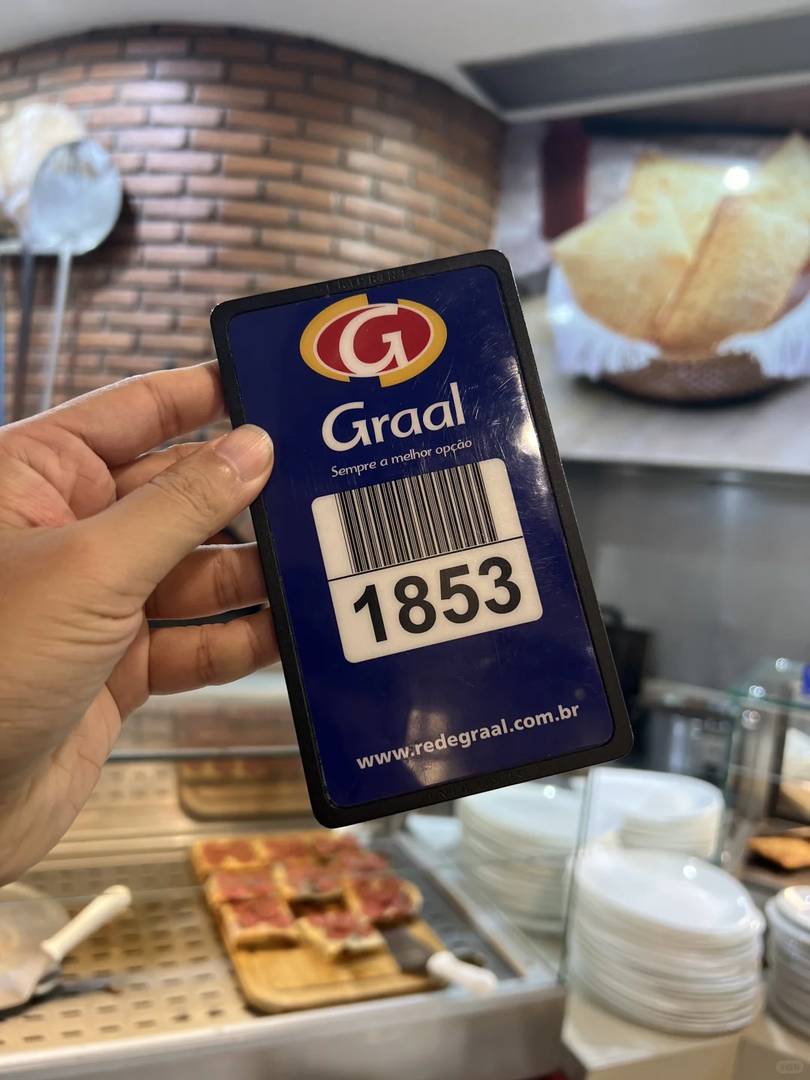 G
Graal
Sempre a melhor opção
1853
www.redegraal.com.br